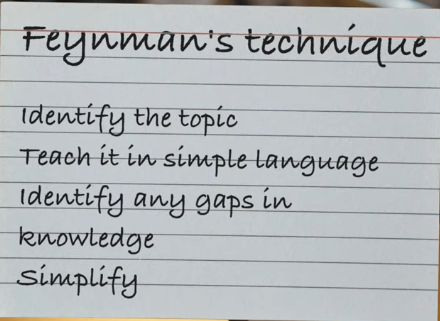 Feynman's technique
Identify the topic
Teach it in simple language
Identify any gaps in
knowledge
Simplify